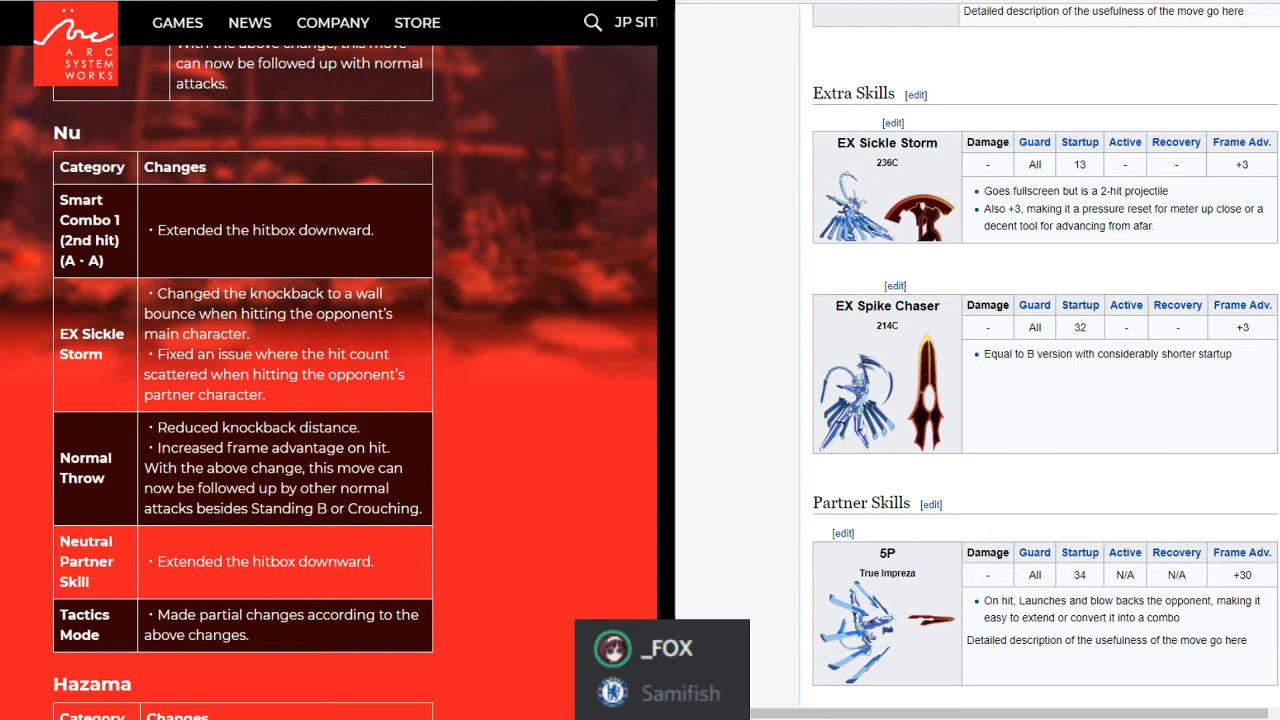 ARC
SYSTEM
WORKS
GAMES NEWS COMPANY STORE JP SIT
With the above change, this move
can now be followed up with normal
attacks.
Nu
Category Changes
Smart
Combo 1
(2nd hit)
(A・A)
・Extended the hitbox downward.
EX Sickle
Storm
・Changed the knockback to a wall
bounce when hitting the opponent's
main character.
・Fixed an issue where the hit count
scattered when hitting the opponent's
partner character.
Normal
Throw
・Reduced knockback distance.
・Increased frame advantage on hit.
With the above change, this move can
now be followed up by other normal
attacks besides Standing B or Crouching.
Neutral
Partner
Skill
・Extended the hitbox downward.
Tactics
Mode
・Made partial changes according to the
above changes.
Hazama
Category Changes
_FOX
Samifish
Detailed description of the usefulness of the move go here
Extra Skills [edit]
[edit]
EX Sickle Storm
236C
Damage Guard Startup Active Recovery Frame Adv.
- All 13 - - +3
Goes fullscreen but is a 2-hit projectile
Also +3, making it a pressure reset for meter up close or a
decent tool for advancing from afar.
[edit]
EX Spike Chaser
214C
Damage Guard Startup Active Recovery Frame Adv.
- All 32 - - +3
Equal to B version with considerably shorter startup
Partner Skills [edit]
[edit]
5P
True Impreza
Damage Guard Startup Active Recovery Frame Adv.
- All 34 N/A N/A +30
On hit, Launches and blow backs the opponent, making it
easy to extend or convert it into a combo
Detailed description of the usefulness of the move go here